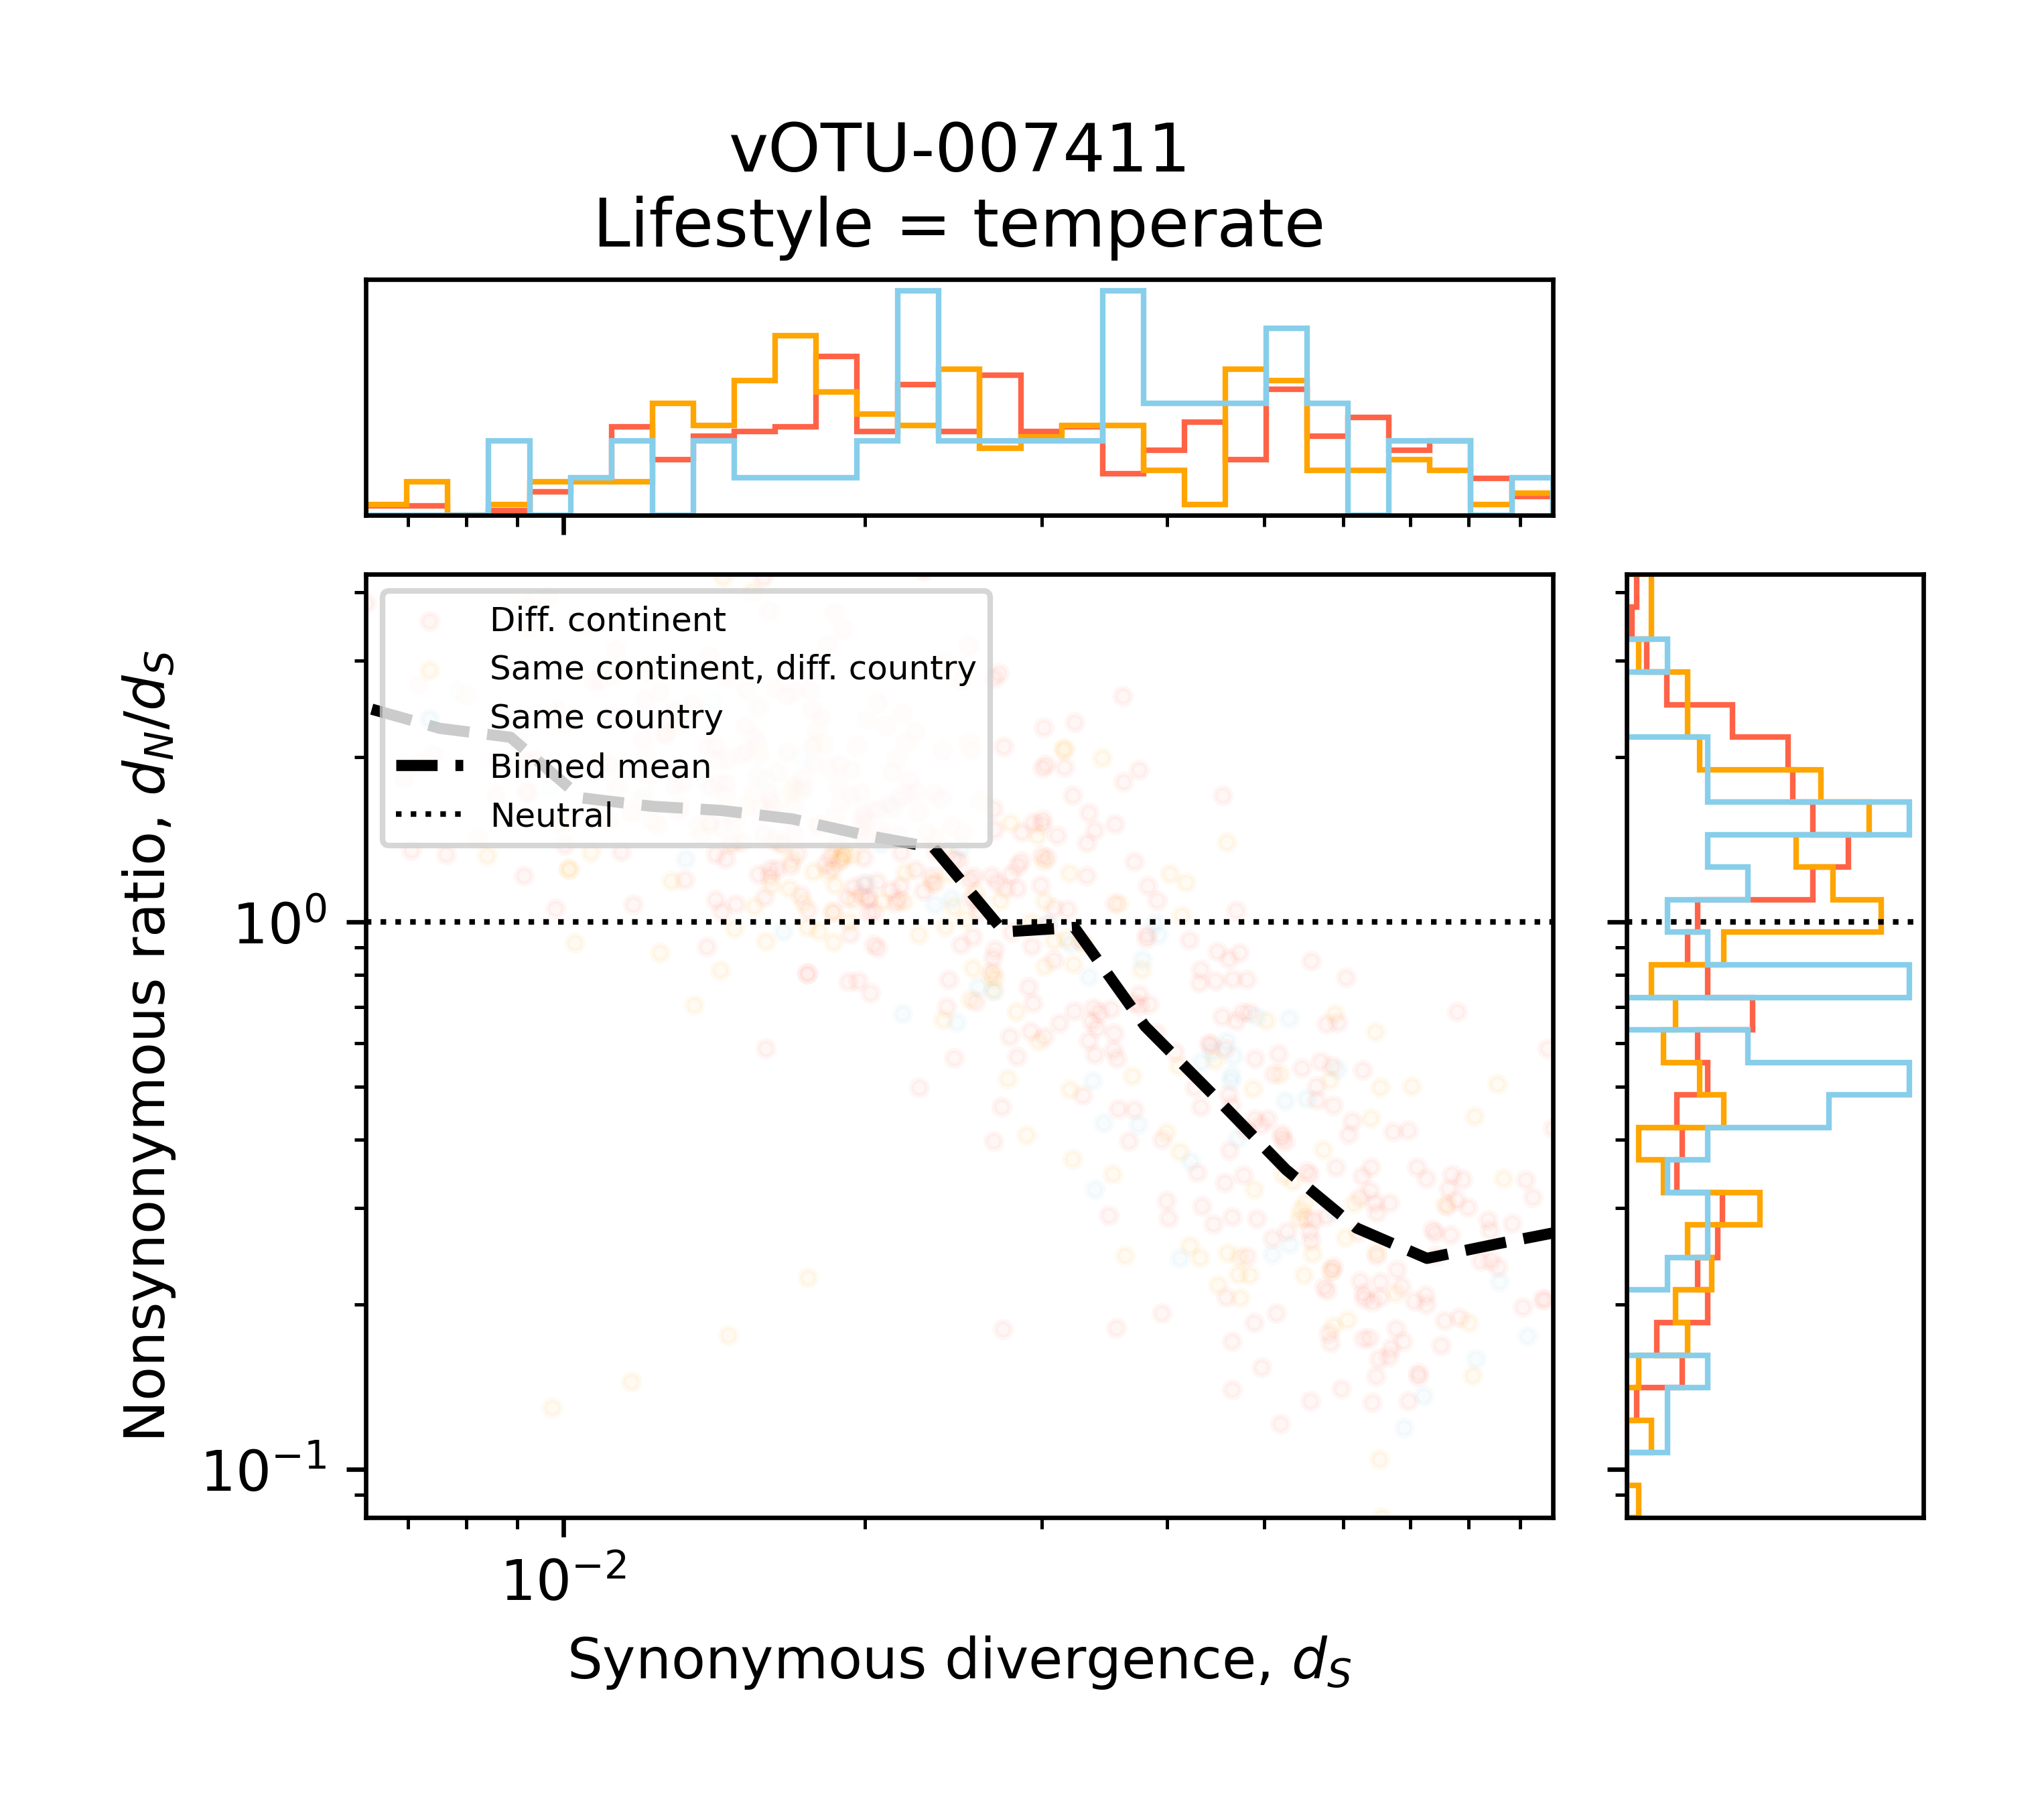 vOTU-007411
Lifestyle = temperate
Diff. continent
Same continent, diff. country
Same country
Binned mean
Neutral
Nonsynonymous ratio, d_N/d_S
10^0
10^{-1}
10^{-2}
Synonymous divergence, d_S